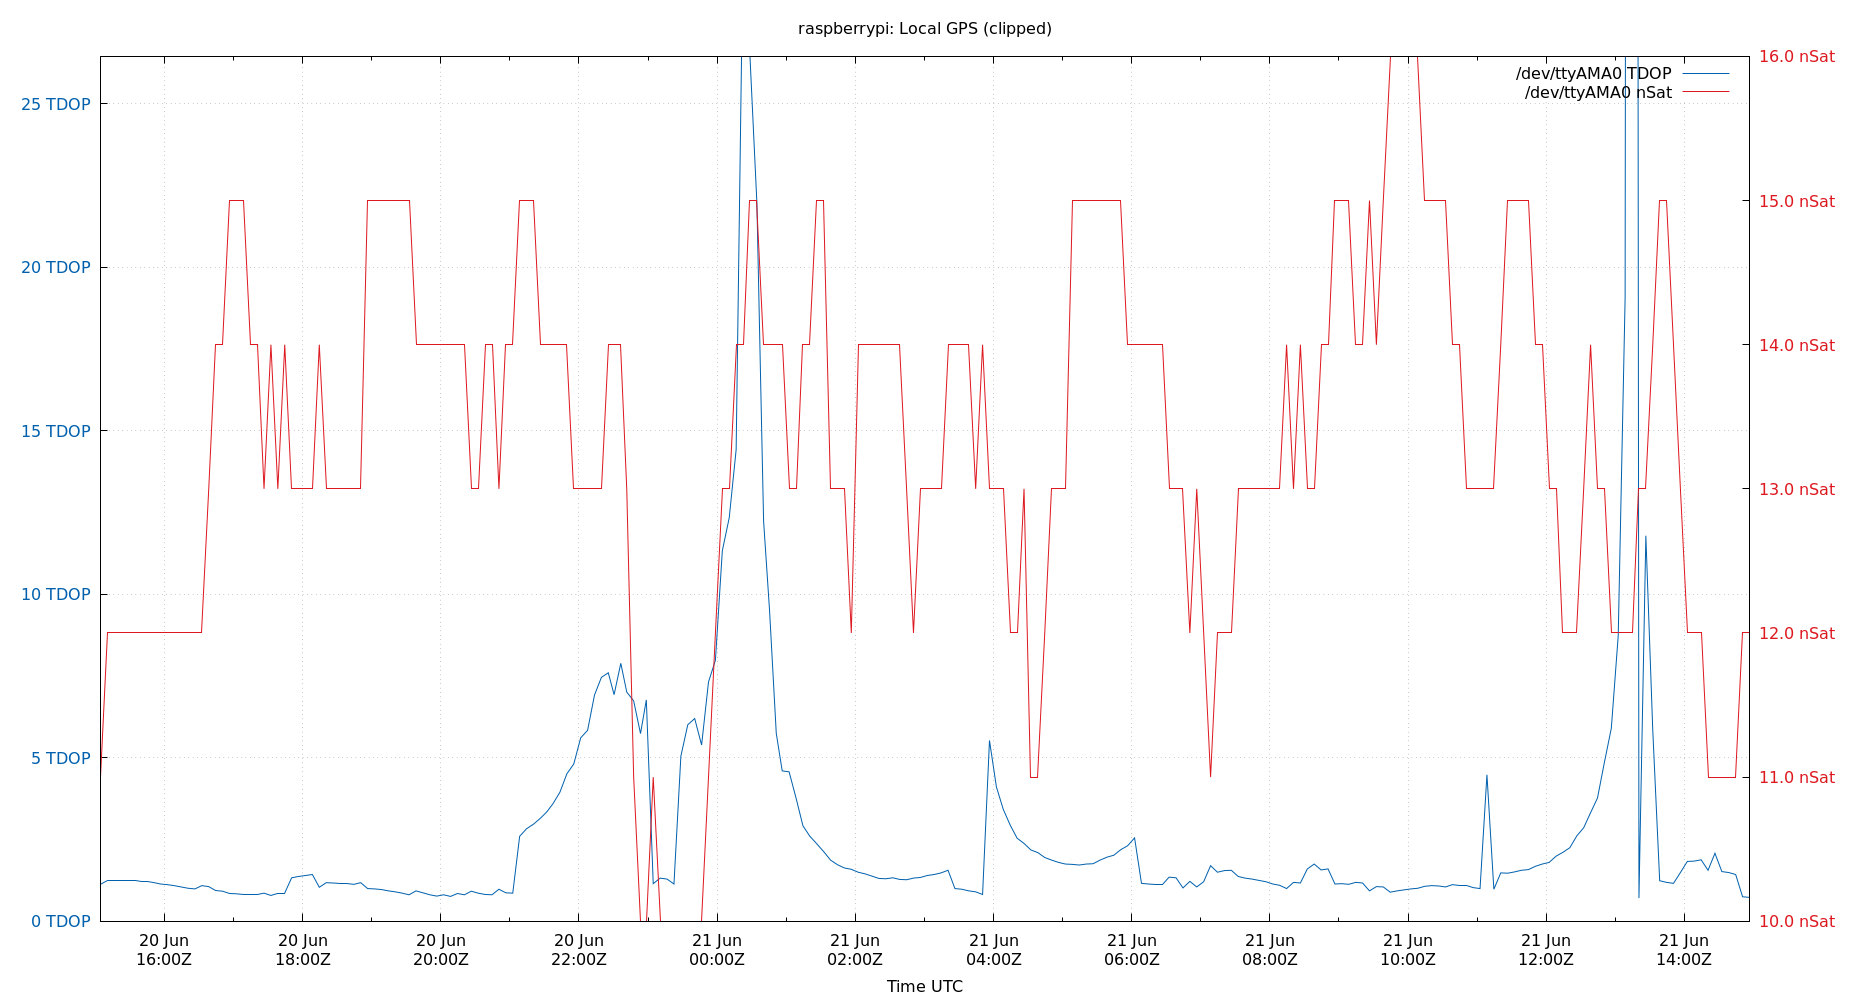 raspberrypi: Local GPS (clipped)
/dev/ttyAMA0 TDOP
/dev/ttyAMA0 nSat
25 TDOP
20 TDOP
15 TDOP
10 TDOP
5 TDOP
0 TDOP
16.0 nSat
15.0 nSat
14.0 nSat
13.0 nSat
12.0 nSat
11.0 nSat
10.0 nSat
20 Jun 20 Jun 20 Jun 20 Jun 21 Jun 21 Jun 21 Jun 21 Jun 21 Jun 21 Jun 21 Jun 21 Jun
16:00Z 18:00Z 20:00Z 22:00Z 00:00Z 02:00Z 04:00Z 06:00Z 08:00Z 10:00Z 12:00Z 14:00Z
Time UTC